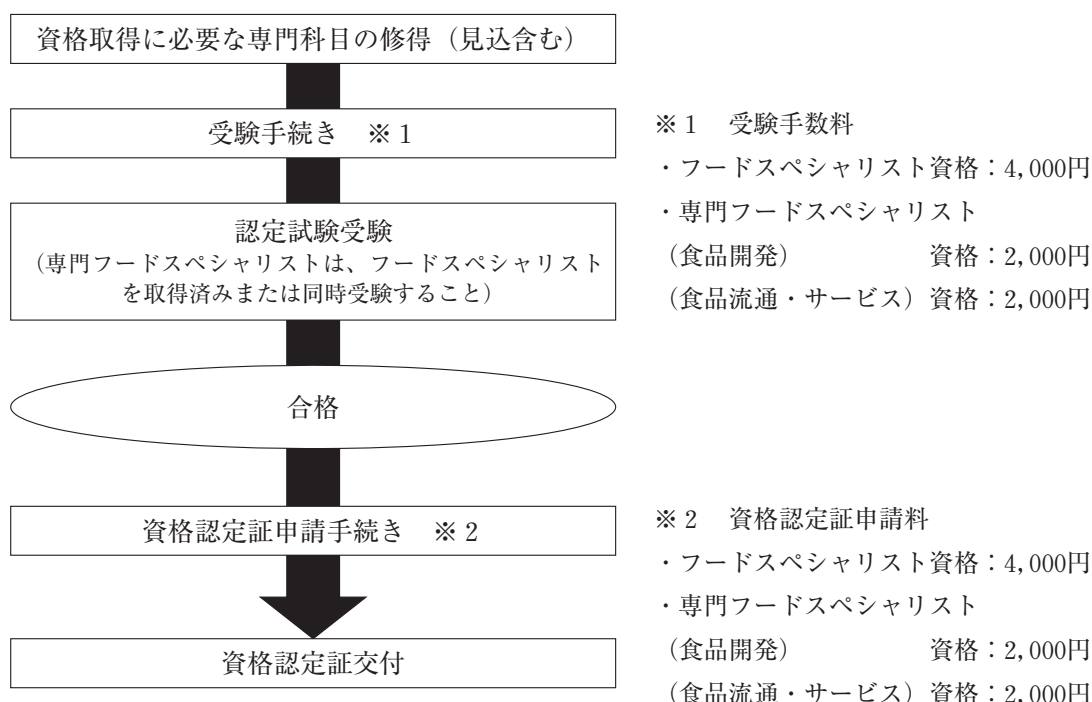 資格取得に必要な専門科目の修得（見込含む）
受験手続き　※１
認定試験受験
（専門フードスペシャリストは、フードスペシャリスト
を取得済みまたは同時受験すること）
合格
資格認定証申請手続き　※２
資格認定証交付
※１　受験手数料
・フードスペシャリスト資格：4,000円
・専門フードスペシャリスト
（食品開発）　資格：2,000円
（食品流通・サービス）資格：2,000円
※２　資格認定証申請料
・フードスペシャリスト資格：4,000円
・専門フードスペシャリスト
（食品開発）　資格：2,000円
（食品流通・サービス）資格：2,000円